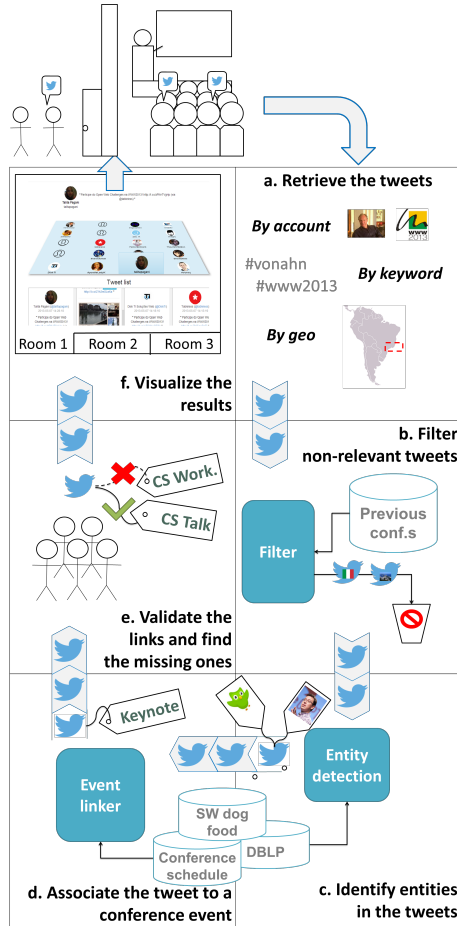 a. Retrieve the tweets
By account
www
2013
#vonahn
#www2013
By keyword
By geo
Tweet list
Room 1
Room 2
Room 3
f. Visualize the
results
b. Filter
non-relevant tweets
Previous
conf.s
Filter
CS Work.
CS Talk
e. Validate the
links and find
the missing ones
Keynote
Event
linker
Entity
detection
SW dog
food
DBLP
Conference
schedule
d. Associate the tweet to a
conference event
c. Identify entities
in the tweets